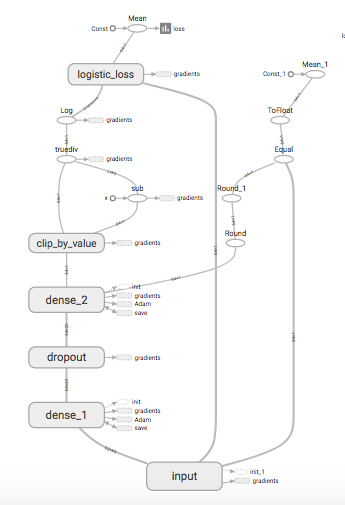 Mean
Const
loss
Mean_1
Const_1
logistic_loss
gradients
Log
gradients
ToFloat
truediv
gradients
Equal
x
sub
gradients
Round_1
clip_by_value
gradients
Round
dense_2
init
gradients
Adam
save
dropout
gradients
dense_1
init
gradients
Adam
save
input
init_1
gradients